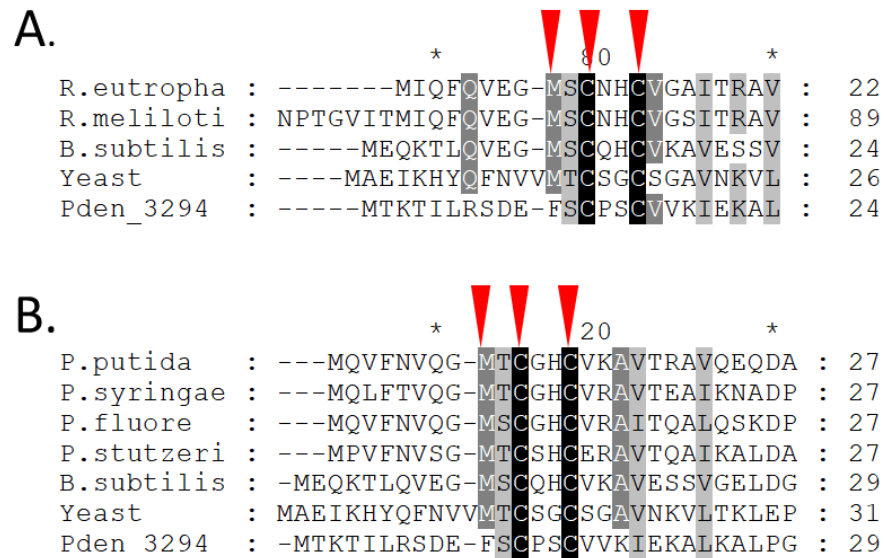 A.
* 80 *
R.eutropha : -------MIQFQVEG-MSCNHCVGAITRAV : 22
R.meliloti : NPTGVITMIQFQVEG-MSCNHCVGSITRAV : 89
B.subtilis : -----MEQKTLQVEG-MSCQHCVKAVESSV : 24
Yeast : ----MAEIKHYQFNVVMTCSGCSGAVNKVL : 26
Pden_3294 : -----MTKTILRSDE-FSCPSCVVKIEKAL : 24
B.
* 20 *
P.putida : ---MQVFNVQG-MTCGHCVKAVTRAVQEQDA : 27
P.syringae : ---MQLFTVQG-MTCGHCVRAVTEAIKNADP : 27
P.fluore : ---MQVFNVQG-MSCGHCVRAITQALQSKDP : 27
P.stutzeri : ---MPVFNVSG-MTCSHCERAVTQAIKALDA : 27
B.subtilis : -MEQKTLQVEG-MSCQHCVKAVESSVGELDG : 29
Yeast : MAEIKHYQFNVVMTCSGCSGAVNKVLTKLEP : 31
Pden_3294 : -MTKTILRSDE-FSCPSCVVKIEKALKALPG : 29